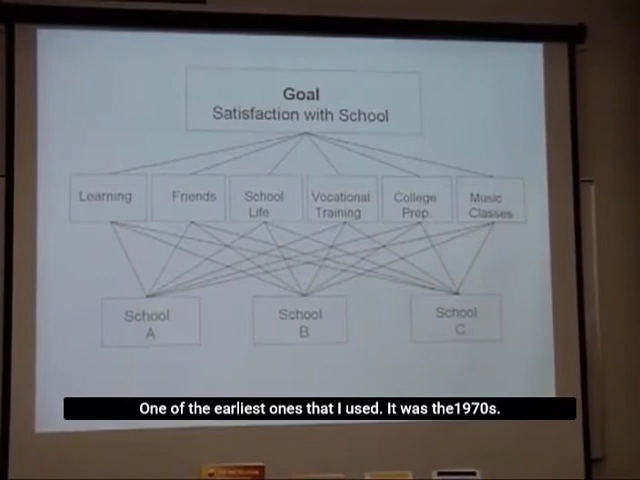 Goal
Satisfaction with School
Learning
Friends
School
Life
Vocational
Training
College
Prep.
Music
Classes
School
A
School
B
School
C
One of the earliest ones that I used. It was the1970s.